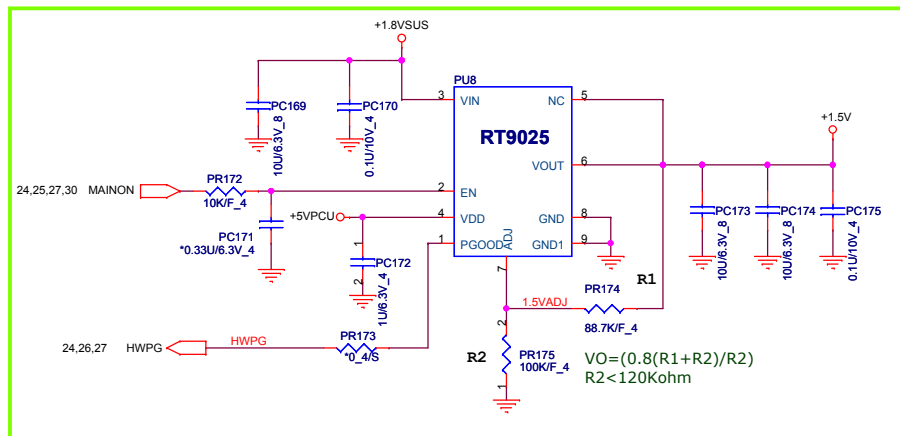 +1.8VSUS
PU8
3
VIN
NC
5
PC169
10U/6.3V_8
PC170
0.1U/10V_4
RT9025
+1.5V
VOUT
6
24,25,27,30
MAINON
PR172
10K/F_4
2
EN
PC171
*0.33U/6.3V_4
+5VPCU
4
VDD
GND
8
PC173
10U/6.3V_8
PC174
10U/6.3V_8
PC175
0.1U/10V_4
1
PGOOD
ADJ
GND1
9
1
PC172
2
1U/6.3V_4
7
R1
PR174
1.5VADJ
88.7K/F_4
24,26,27
HWPG
HWPG
PR173
*0_4/S
2
R2
PR175
100K/F_4
1
VO=(0.8(R1+R2)/R2)
R2<120Kohm